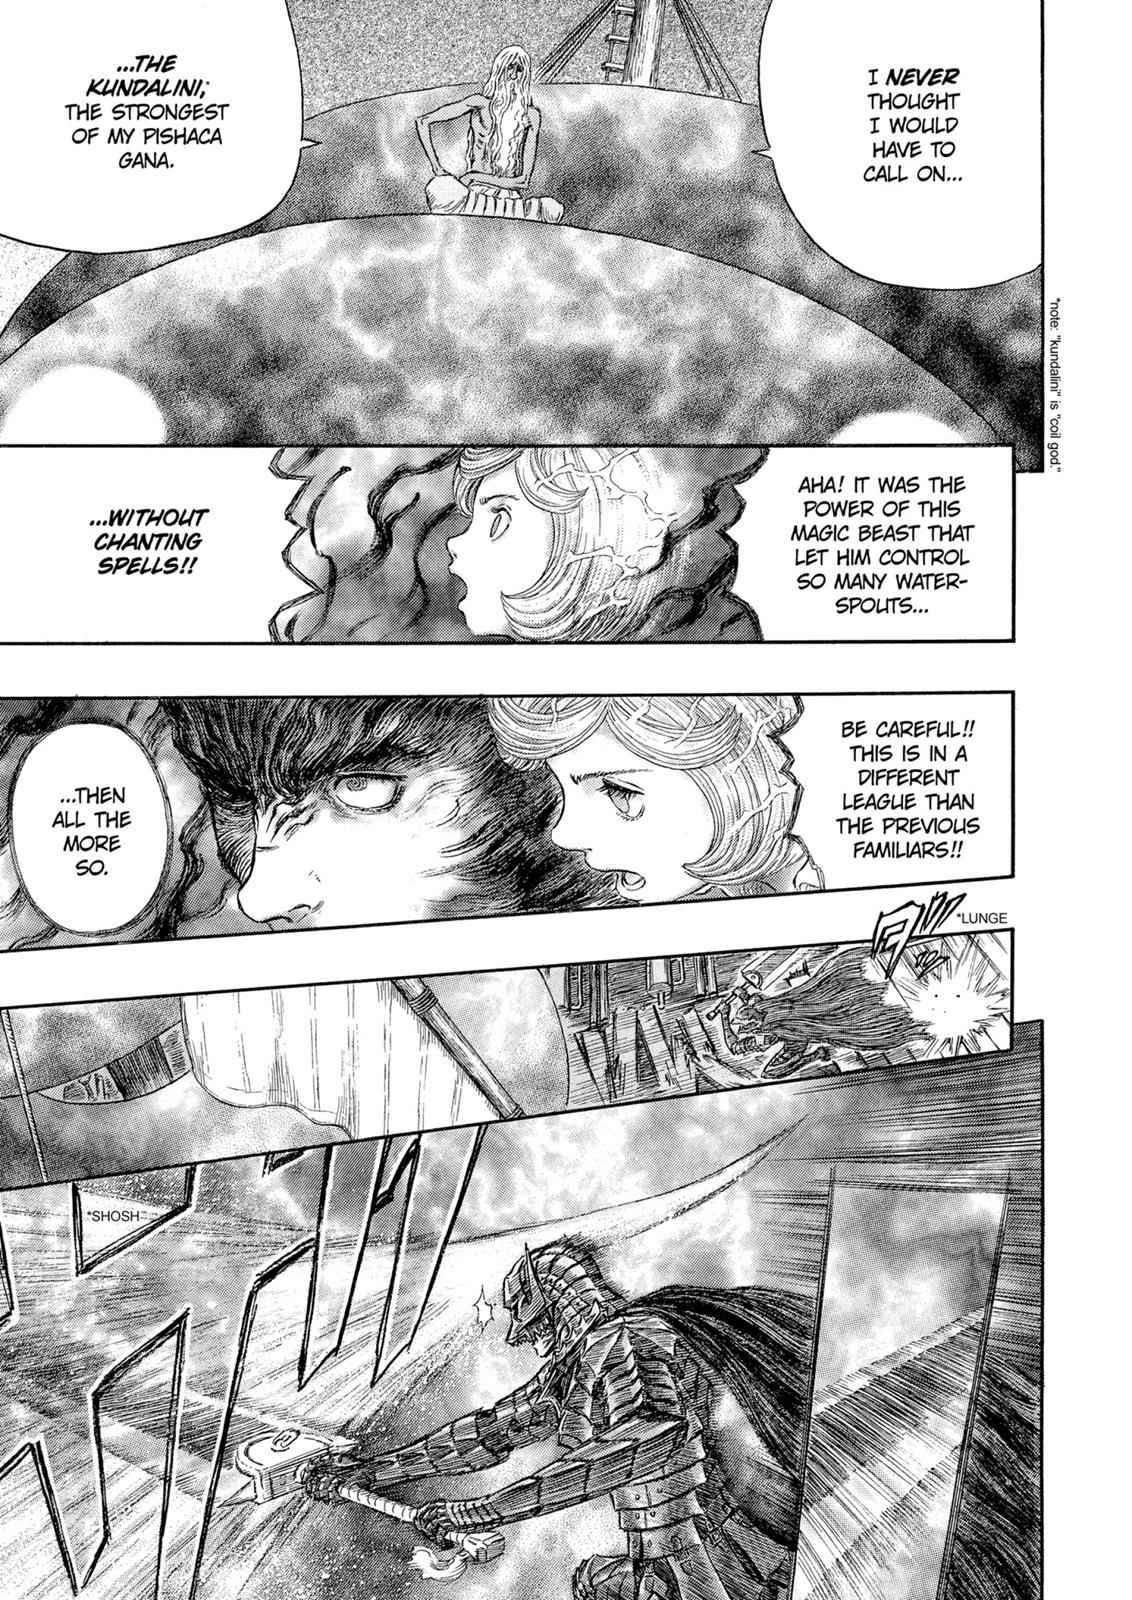 I NEVER
THOUGHT
I WOULD
HAVE TO
CALL ON...
...THE
KUNDALINI,
THE STRONGEST
OF MY PISHACA
GANA.
*note: "kundalini" is "coil god."
AHA! IT WAS THE
POWER OF THIS
MAGIC BEAST THAT
LET HIM CONTROL
SO MANY WATER-
SPOUTS...
...WITHOUT
CHANTING
SPELLS!!
BE CAREFUL!!
THIS IS IN A
DIFFERENT
LEAGUE THAN
THE PREVIOUS
FAMILIARS!!
...THEN
ALL THE
MORE
SO.
*LUNGE
*SHOSH